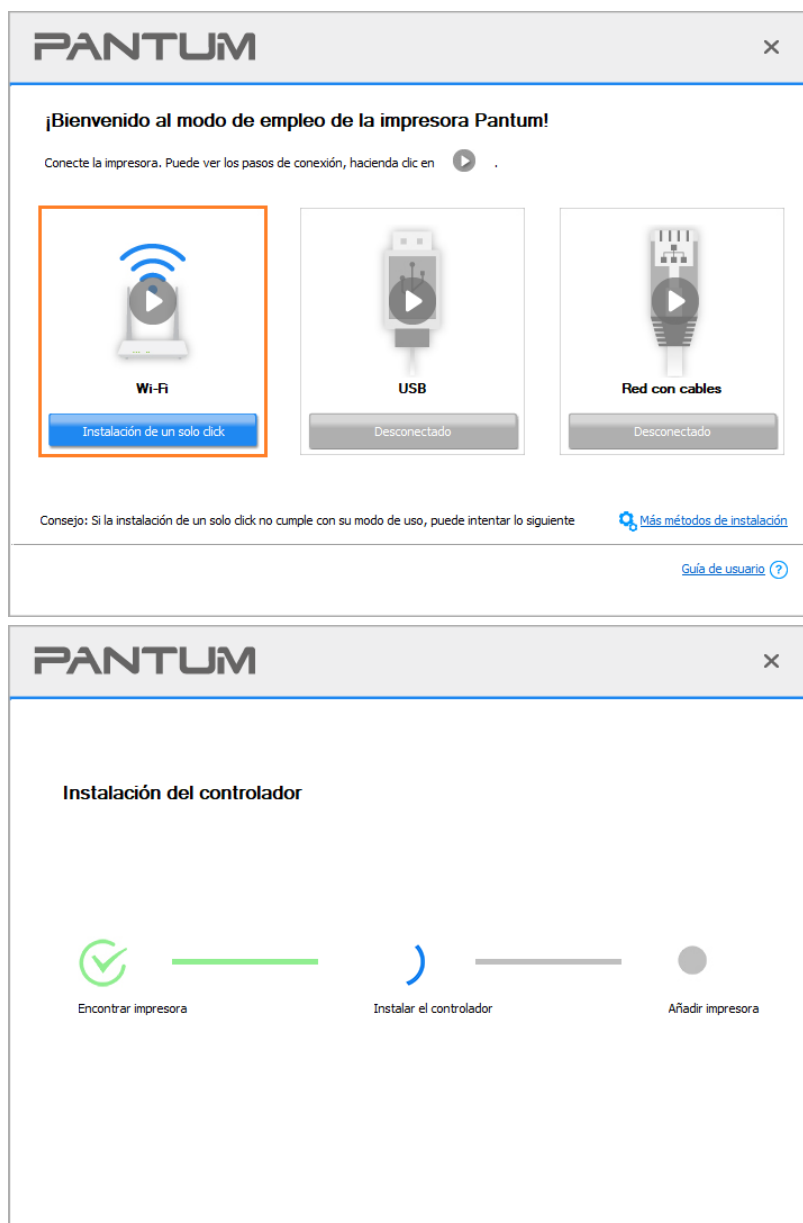 PANTUM
¡Bienvenido al modo de empleo de la impresora Pantum!
Conecte la impresora. Puede ver los pasos de conexión, hacienda clic en .
Wi-Fi
USB
Red con cables
Instalación de un solo click
Desconectado
Desconectado
Consejo: Si la instalación de un solo click no cumple con su modo de uso, puede intentar lo siguiente
Más métodos de instalación
Guía de usuario ?
PANTUM
Instalación del controlador
Encontrar impresora
Instalar el controlador
Añadir impresora